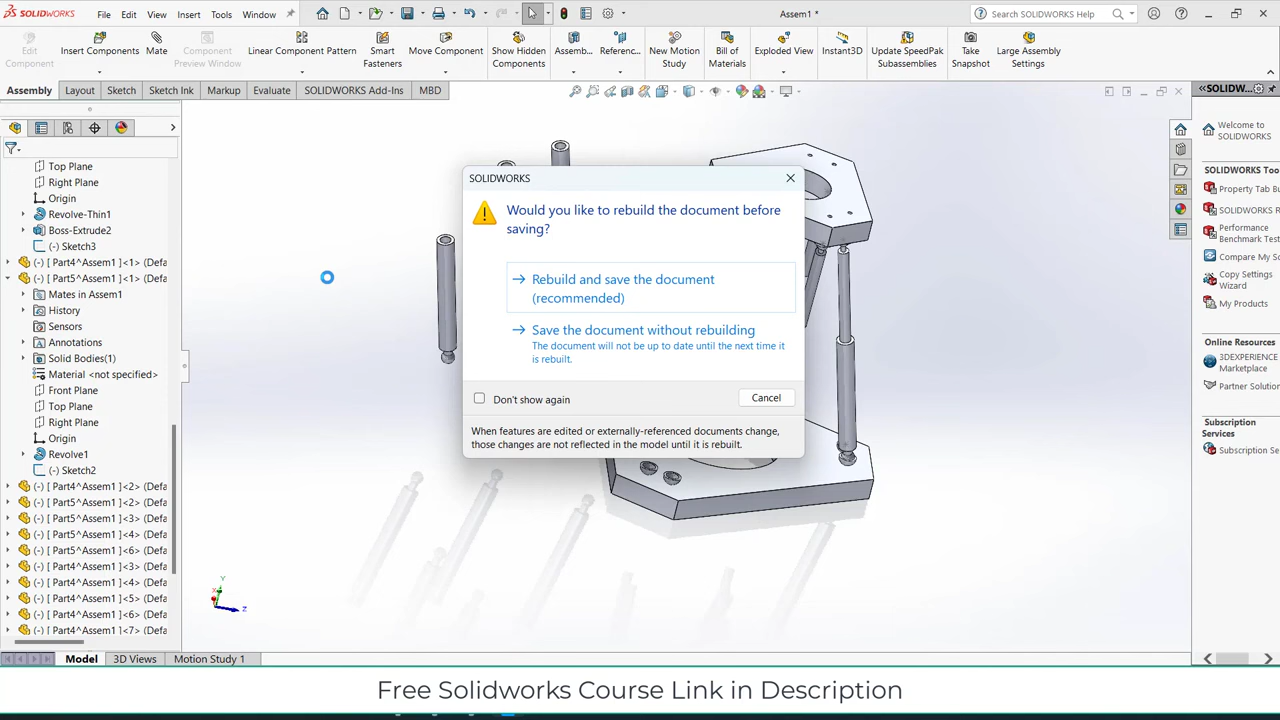 SOLIDWORKS
File Edit View Insert Tools Window
Assem1 *
Search SOLIDWORKS Help
Edit Component
Insert Components
Mate
Component Preview Window
Linear Component Pattern
Smart Fasteners
Move Component
Show Hidden Components
Assemb...
Referenc...
New Motion Study
Bill of Materials
Exploded View
Instant3D
Update SpeedPak Subassemblies
Take Snapshot
Large Assembly Settings
Assembly Layout Sketch Sketch Ink Markup Evaluate SOLIDWORKS Add-Ins MBD
Top Plane
Right Plane
Origin
Revolve-Thin1
Boss-Extrude2
(-) Sketch3
(-) [ Part4^Assem1 ]<1> (Defa
(-) [ Part5^Assem1 ]<1> (Defa
Mates in Assem1
History
Sensors
Annotations
Solid Bodies(1)
Material <not specified>
Front Plane
Top Plane
Right Plane
Origin
Revolve1
(-) Sketch2
(-) [ Part4^Assem1 ]<2> (Defa
(-) [ Part5^Assem1 ]<2> (Defa
(-) [ Part5^Assem1 ]<3> (Defa
(-) [ Part5^Assem1 ]<4> (Defa
(-) [ Part5^Assem1 ]<6> (Defa
(-) [ Part4^Assem1 ]<3> (Defa
(-) [ Part4^Assem1 ]<4> (Defa
(-) [ Part4^Assem1 ]<5> (Defa
(-) [ Part4^Assem1 ]<6> (Defa
(-) [ Part4^Assem1 ]<7> (Defa
SOLIDWORKS
Would you like to rebuild the document before
saving?
Rebuild and save the document
(recommended)
Save the document without rebuilding
The document will not be up to date until the next time it
is rebuilt.
Don't show again
Cancel
When features are edited or externally-referenced documents change,
those changes are not reflected in the model until it is rebuilt.
Y
X
Z
SOLIDW...
Welcome to
SOLIDWORKS
SOLIDWORKS Too
Property Tab Bu
SOLIDWORKS R
Performance
Benchmark Test
Compare My So
Copy Settings
Wizard
My Products
Online Resources
3DEXPERIENCE
Marketplace
Partner Solution
Subscription
Services
Subscription Se
Model 3D Views Motion Study 1
Free Solidworks Course Link in Description